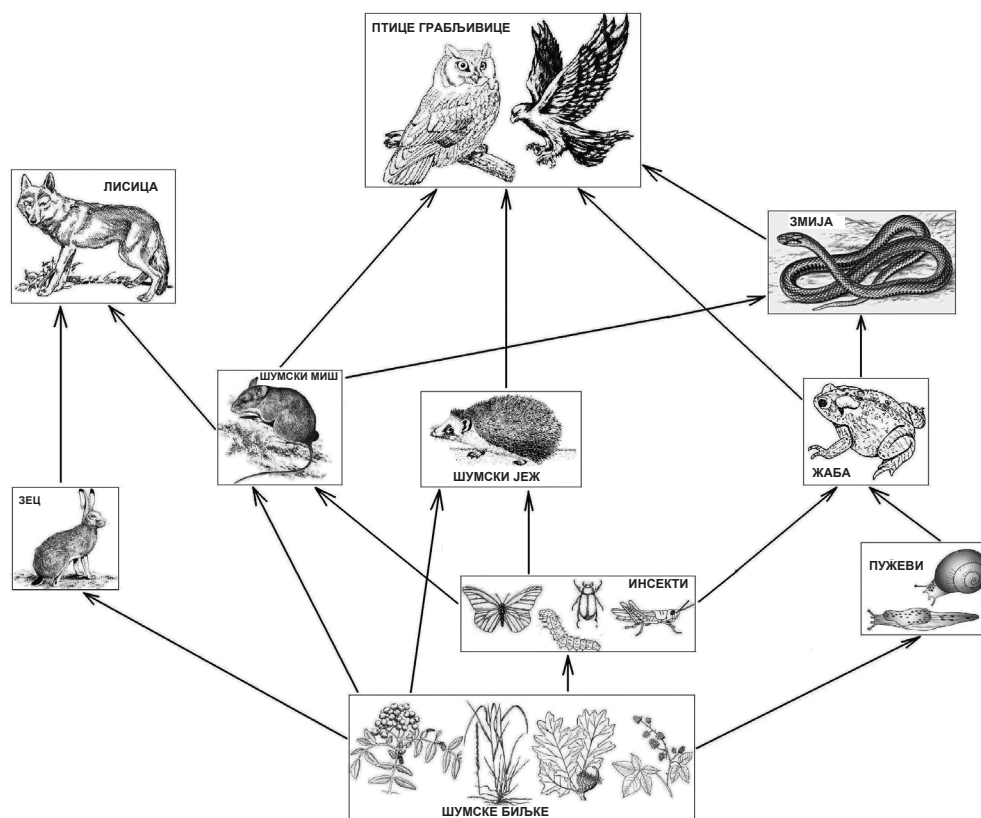 ПТИЦЕ ГРАБЉИВИЦЕ
ЛИСИЦА
ЗМИЈА
ШУМСКИ МИШ
ШУМСКИ ЈЕЖ
ЖАБА
ЗЕЦ
ИНСЕКТИ
ПУЖЕВИ
ШУМСКЕ БИЉКЕ